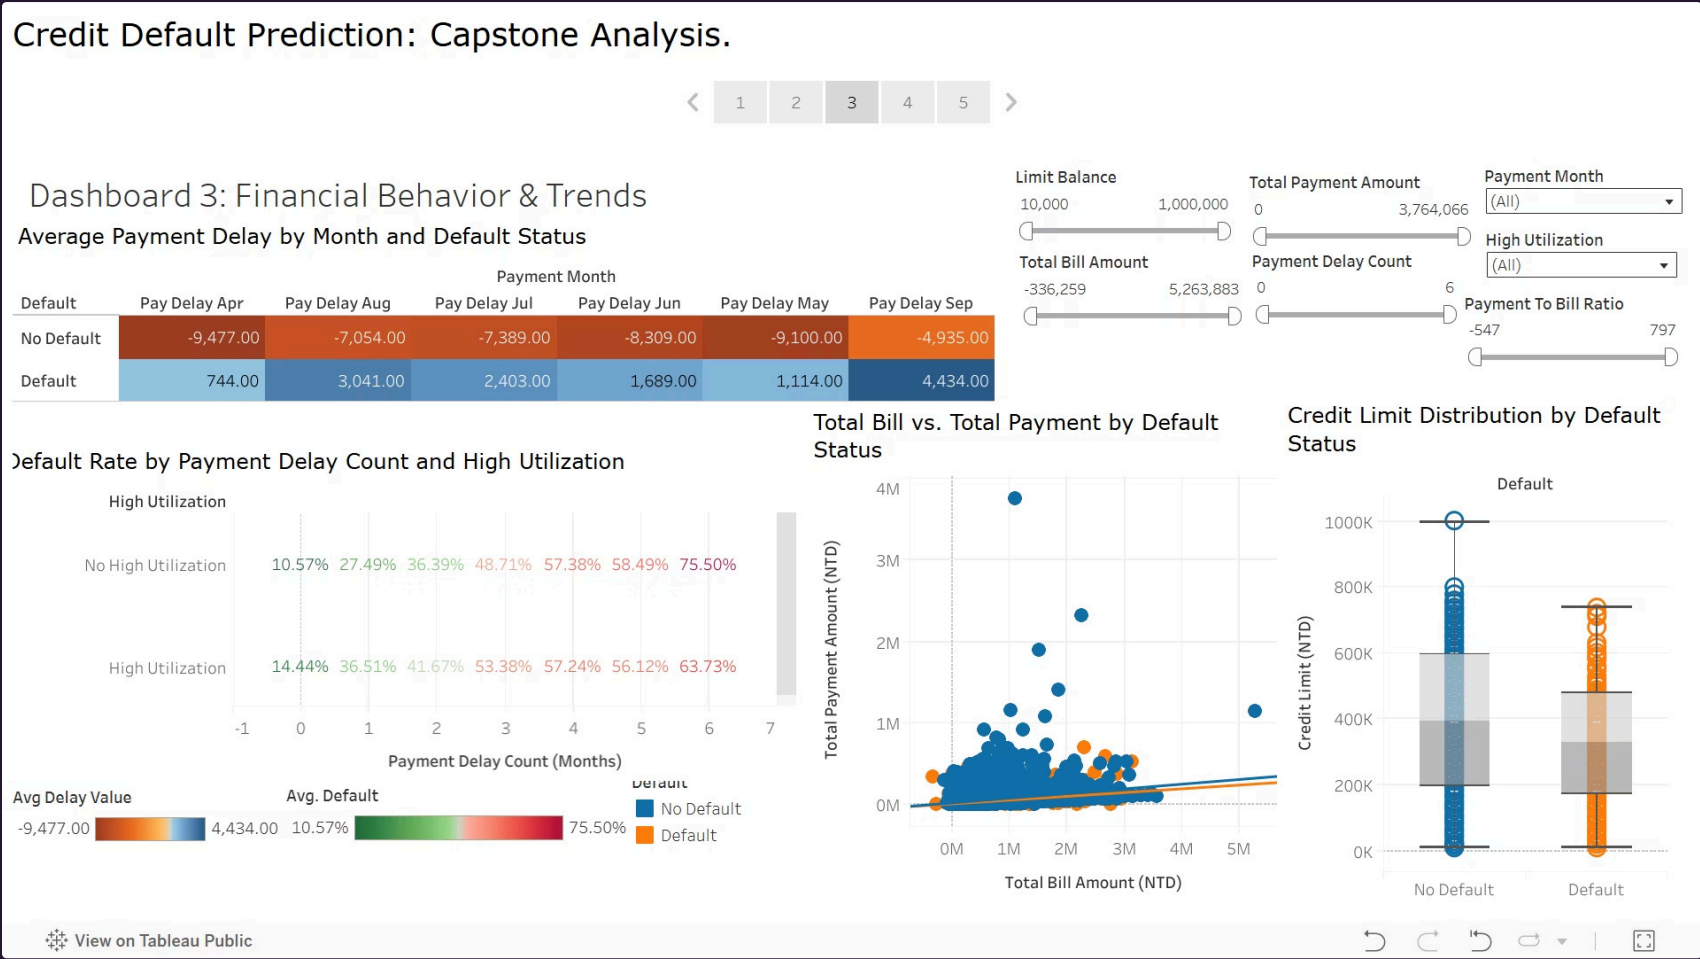 Credit Default Prediction: Capstone Analysis.
1 2 3 4 5
Dashboard 3: Financial Behavior & Trends
Average Payment Delay by Month and Default Status
Payment Month
Default Pay Delay Apr Pay Delay Aug Pay Delay Jul Pay Delay Jun Pay Delay May Pay Delay Sep
No Default -9,477.00 -7,054.00 -7,389.00 -8,309.00 -9,100.00 -4,935.00
Default 744.00 3,041.00 2,403.00 1,689.00 1,114.00 4,434.00
Limit Balance
10,000 1,000,000
Total Bill Amount
-336,259 5,263,883
Total Payment Amount
0 3,764,066
Payment Delay Count
0 6
Payment Month
(All)
High Utilization
(All)
Payment To Bill Ratio
-547 797
Default Rate by Payment Delay Count and High Utilization
High Utilization
No High Utilization 10.57% 27.49% 36.39% 48.71% 57.38% 58.49% 75.50%
High Utilization 14.44% 36.51% 41.67% 53.38% 57.24% 56.12% 63.73%
-1 0 1 2 3 4 5 6 7
Payment Delay Count (Months)
Avg Delay Value
-9,477.00 4,434.00
Avg. Default
10.57% 75.50%
Default
No Default
Default
Total Bill vs. Total Payment by Default
Status
Total Payment Amount (NTD)
4M
3M
2M
1M
0M
0M 1M 2M 3M 4M 5M
Total Bill Amount (NTD)
Credit Limit Distribution by Default
Status
Default
Credit Limit (NTD)
1000K
800K
600K
400K
200K
0K
No Default Default
View on Tableau Public